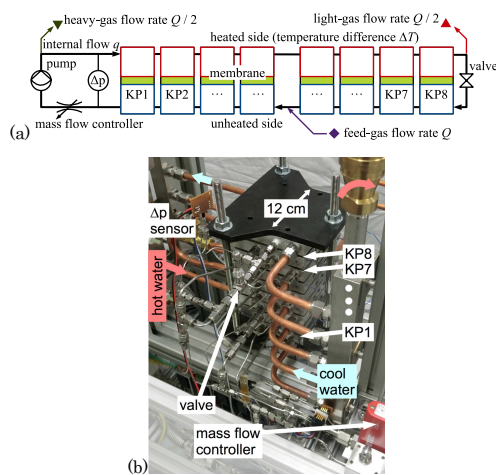 heavy-gas flow rate Q / 2
light-gas flow rate Q / 2
internal flow q
heated side (temperature difference ΔT)
pump
valve
Δp
membrane
KP1 KP2 ... ... ... ... KP7 KP8
mass flow controller
unheated side
feed-gas flow rate Q
(a)
12 cm
Δp
sensor
KP8
KP7
hot water
KP1
cool
water
valve
mass flow
controller
(b)